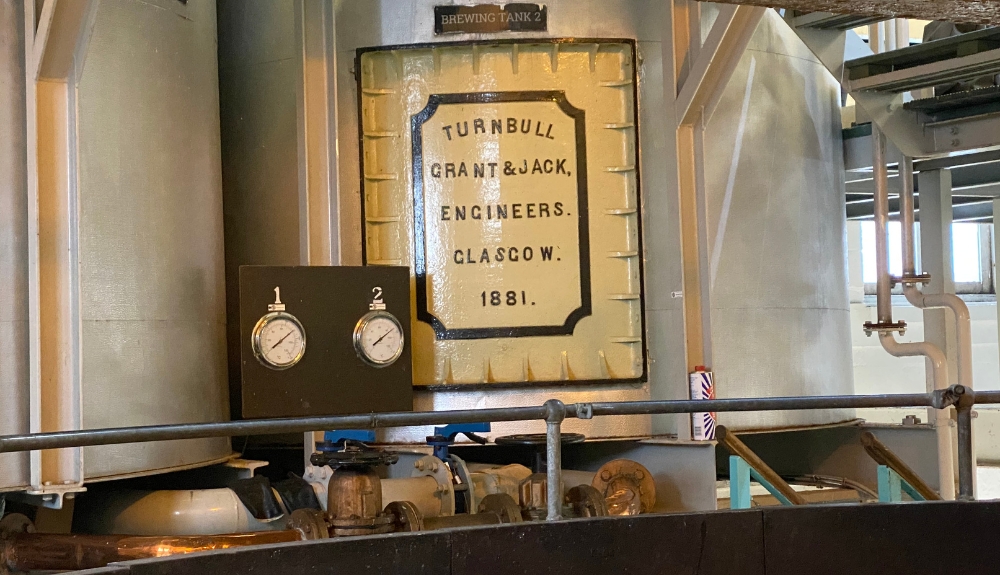 BREWING TANK 2
TURNBULL
GRANT & JACK,
ENGINEERS.
GLASGOW.
1881.
1
2